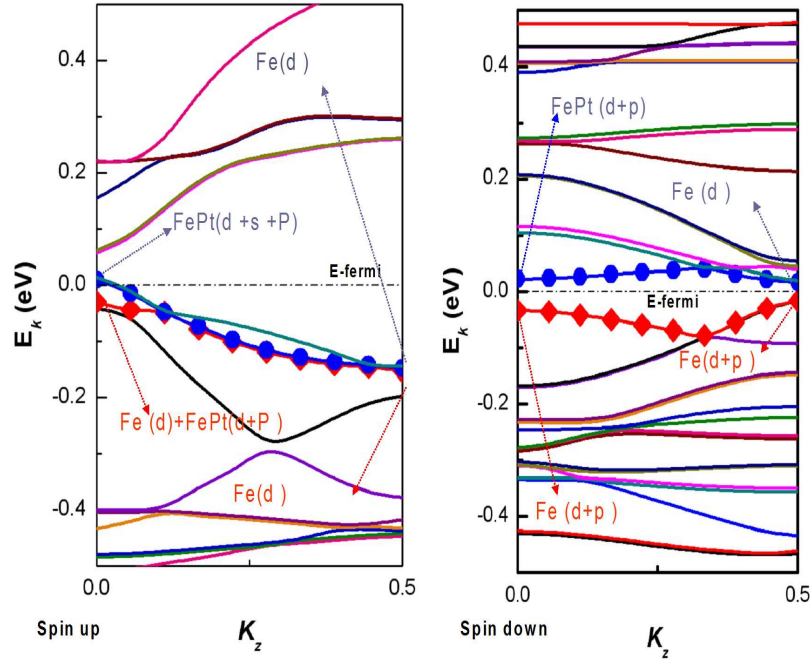 0.4
0.2
0.0
-0.2
-0.4
E_k (eV)
Fe(d )
FePt(d +s +P)
E-fermi
Fe (d)+FePt(d+P )
Fe(d )
0.0
0.5
Spin up
K_z
0.4
0.2
0.0
-0.2
-0.4
E_k (eV)
FePt (d+p)
Fe (d )
E-fermi
Fe(d+p )
Fe (d+p )
0.0
0.5
Spin down
K_z